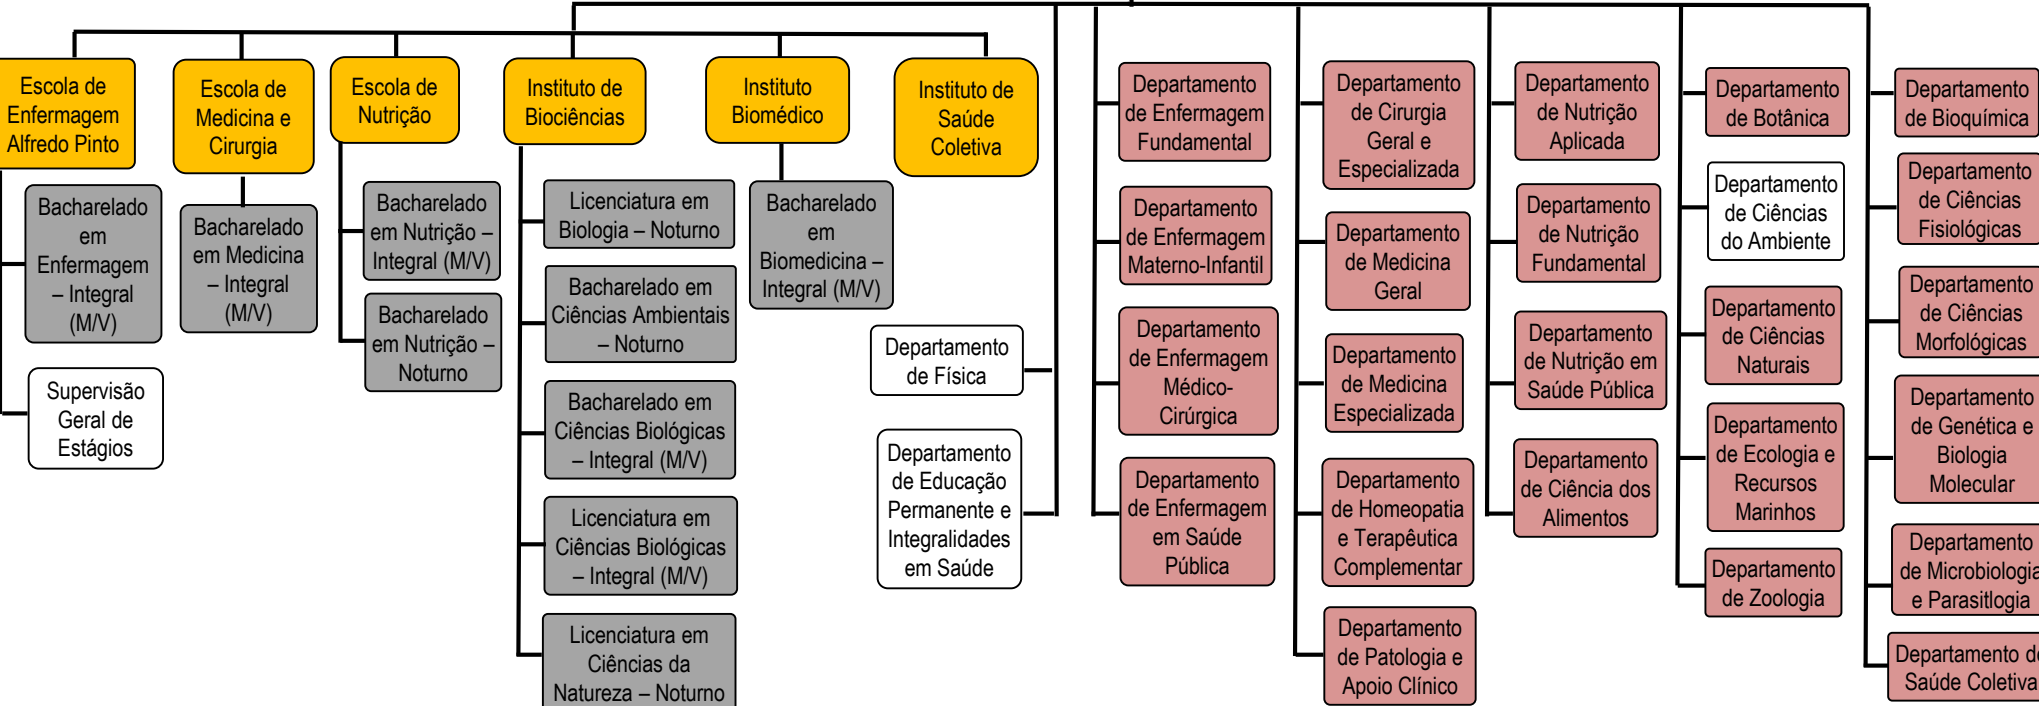 Escola de
Enfermagem
Alfredo Pinto
Bacharelado
em
Enfermagem
– Integral
(M/V)
Supervisão
Geral de
Estágios
Escola de
Medicina e
Cirurgia
Bacharelado
em Medicina
– Integral
(M/V)
Escola de
Nutrição
Bacharelado
em Nutrição –
Integral (M/V)
Bacharelado
em Nutrição –
Noturno
Instituto de
Biociências
Licenciatura em
Biologia – Noturno
Bacharelado em
Ciências Ambientais
– Noturno
Bacharelado em
Ciências Biológicas
– Integral (M/V)
Licenciatura em
Ciências Biológicas
– Integral (M/V)
Licenciatura em
Ciências da
Natureza – Noturno
Instituto
Biomédico
Bacharelado
em
Biomedicina –
Integral (M/V)
Instituto de
Saúde
Coletiva
Departamento
de Física
Departamento
de Educação
Permanente e
Integralidades
em Saúde
Departamento
de Enfermagem
Fundamental
Departamento
de Enfermagem
Materno-Infantil
Departamento
de Enfermagem
Médico-
Cirúrgica
Departamento
de Enfermagem
em Saúde
Pública
Departamento
de Cirurgia
Geral e
Especializada
Departamento
de Medicina
Geral
Departamento
de Medicina
Especializada
Departamento
de Homeopatia
e Terapêutica
Complementar
Departamento
de Patologia e
Apoio Clínico
Departamento
de Nutrição
Aplicada
Departamento
de Nutrição
Fundamental
Departamento
de Nutrição em
Saúde Pública
Departamento
de Ciência dos
Alimentos
Departamento
de Botânica
Departamento
de Ciências
do Ambiente
Departamento
de Ciências
Naturais
Departamento
de Ecologia e
Recursos
Marinhos
Departamento
de Zoologia
Departamento
de Bioquímica
Departamento
de Ciências
Fisiológicas
Departamento
de Ciências
Morfológicas
Departamento
de Genética e
Biologia
Molecular
Departamento
de Microbiologia
e Parasitlogia
Departamento de
Saúde Coletiva